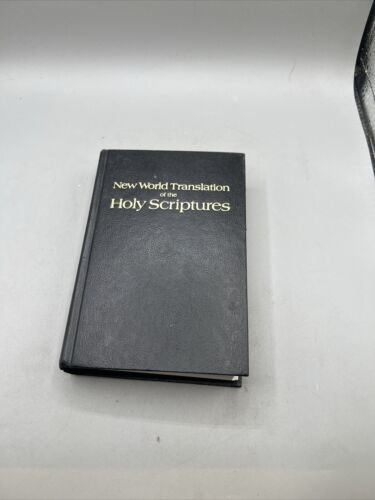 New World Translation
of the
Holy Scriptures